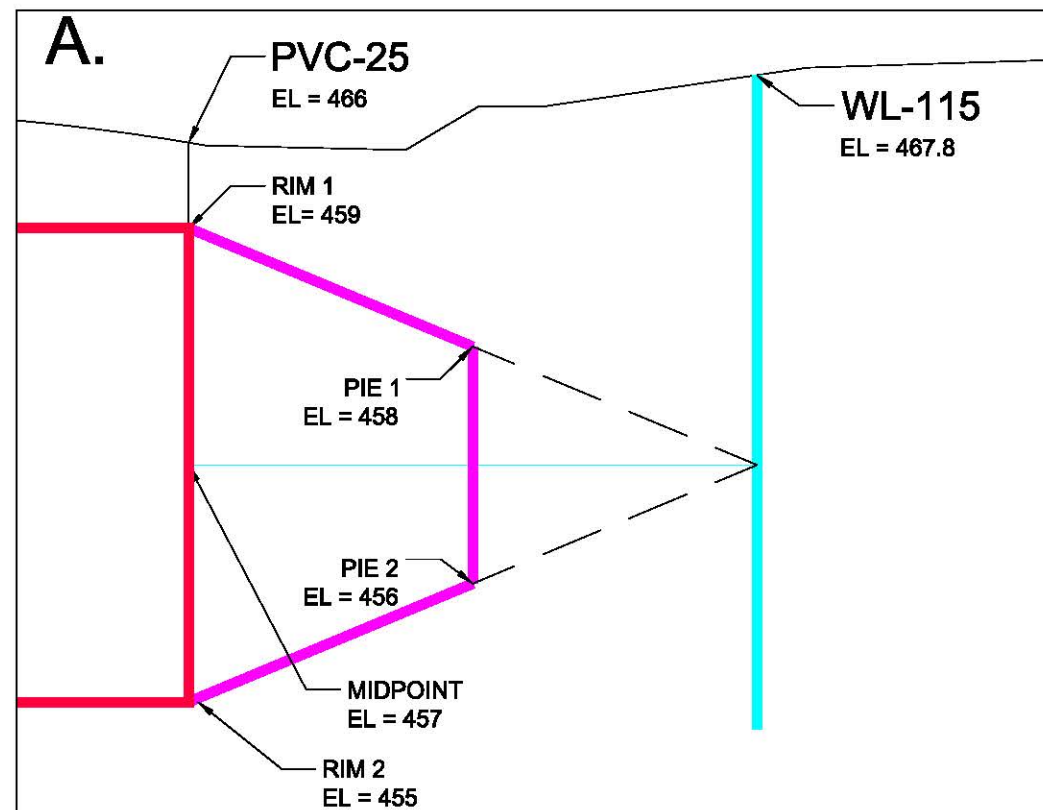 A.
PVC-25
EL = 466
WL-115
EL = 467.8
RIM 1
EL= 459
PIE 1
EL = 458
PIE 2
EL = 456
MIDPOINT
EL = 457
RIM 2
EL = 455